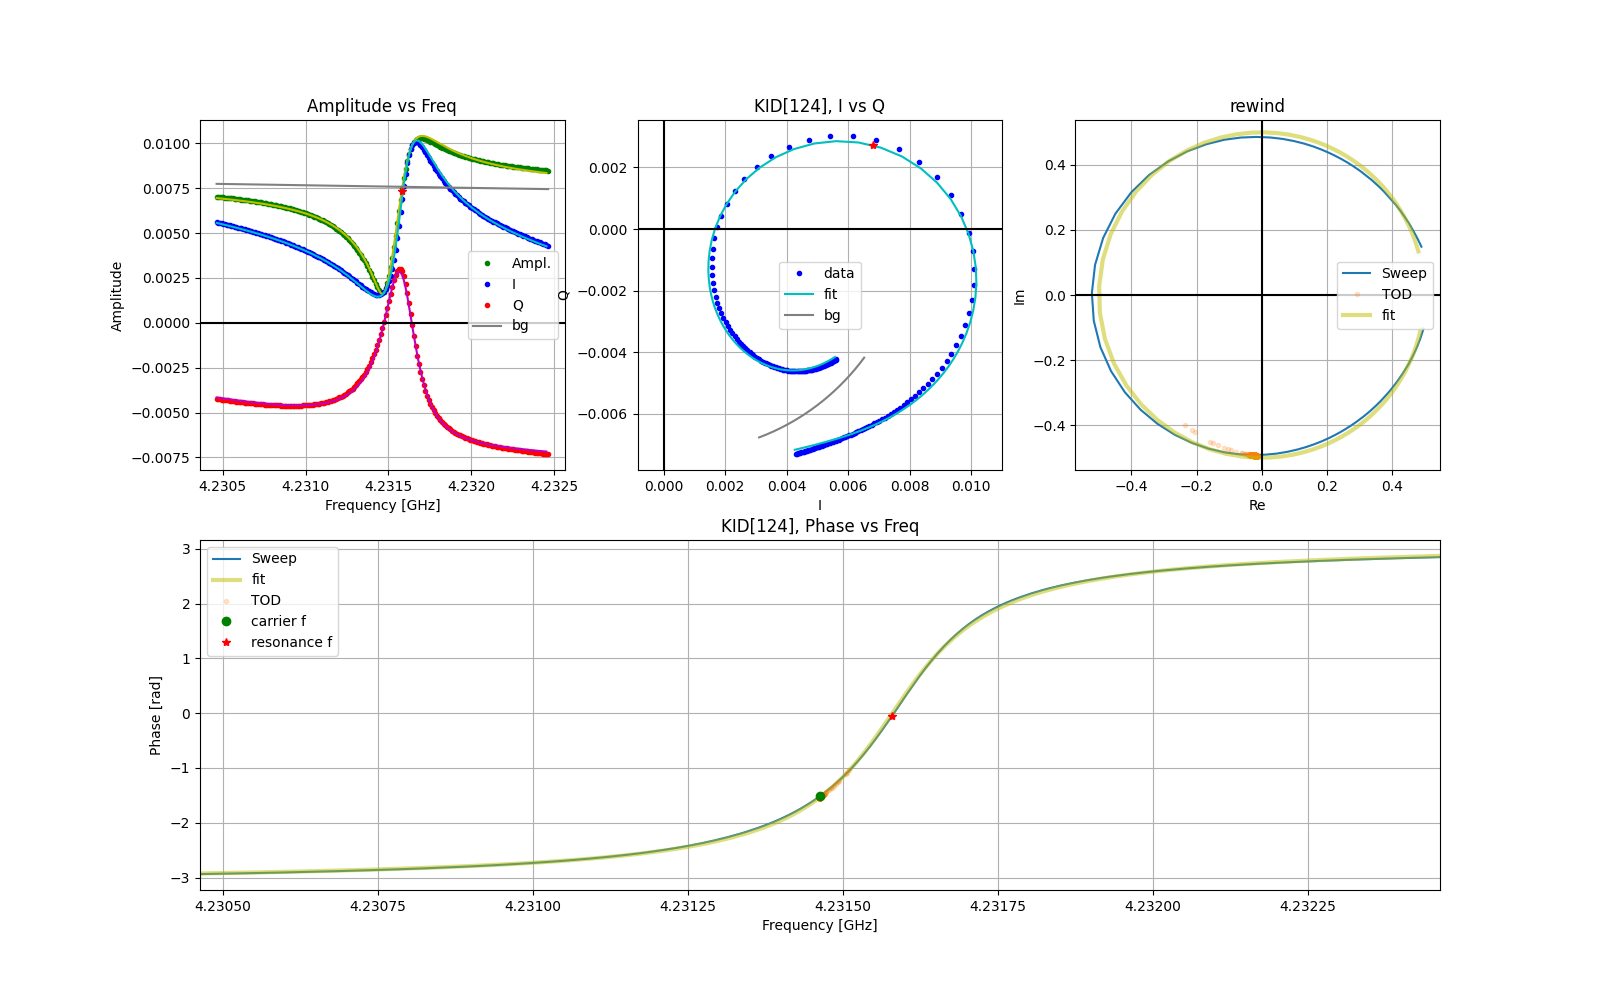 Amplitude vs Freq
Amplitude
0.0100
0.0075
0.0050
0.0025
0.0000
−0.0025
−0.0050
−0.0075
4.2305 4.2310 4.2315 4.2320 4.2325
Frequency [GHz]
Ampl.
I
Q
bg
KID[124], I vs Q
Q
0.002
0.000
−0.002
−0.004
−0.006
0.000 0.002 0.004 0.006 0.008 0.010
I
data
fit
bg
rewind
Im
0.4
0.2
0.0
−0.2
−0.4
−0.4 −0.2 0.0 0.2 0.4
Re
Sweep
TOD
fit
KID[124], Phase vs Freq
Phase [rad]
3
2
1
0
−1
−2
−3
4.23050 4.23075 4.23100 4.23125 4.23150 4.23175 4.23200 4.23225
Frequency [GHz]
Sweep
fit
TOD
carrier f
resonance f